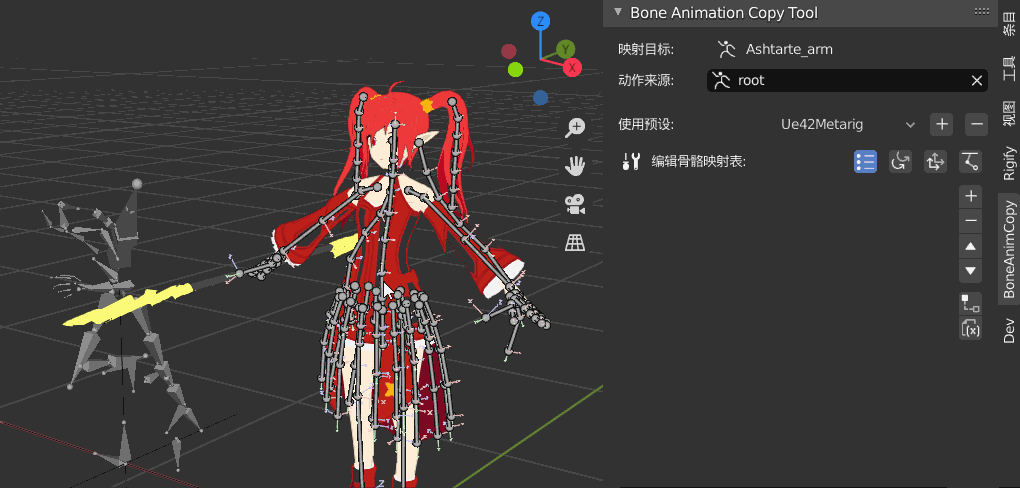 Bone Animation Copy Tool
映射目标:
Ashtarte_arm
动作来源:
root
使用预设:
Ue42Metarig
编辑骨骼映射表:
条目
工具
视图
Rigify
BoneAnimCopy
Dev
Z
Y
X
(x)